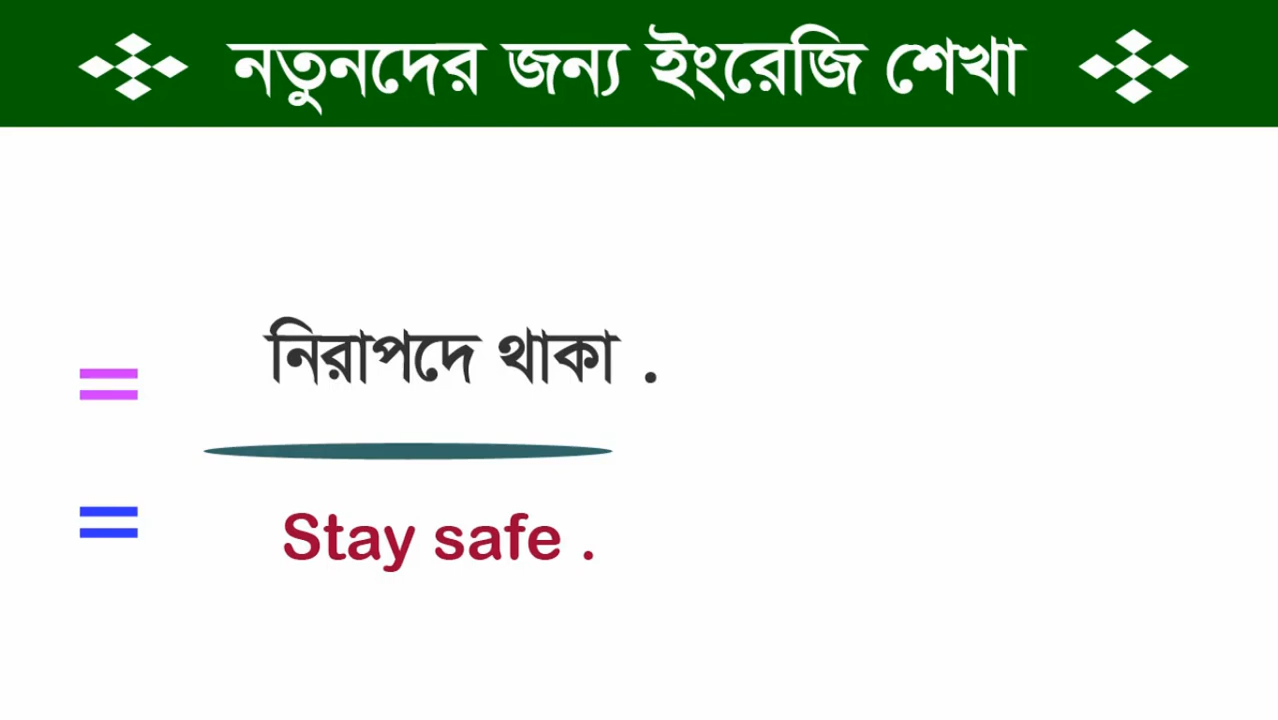 নতুনদের জন্য ইংরেজি শেখা
= নিরাপদে থাকা .
= Stay safe .